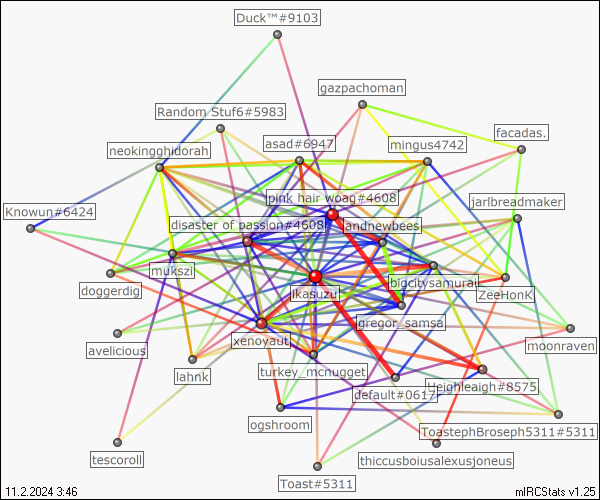 Duck™#9103
gazpachoman
Random Stuf6#5983
facadas.
neokingghidorah
asad#6947
mingus4742
pink hair woag#4608
jarlbreadmaker
Knowun#6424
disaster of passion#4608
landnewbees
mukszi
bigcitysamurai
doggerdig
jkasuzu
ZeeHonK
gregor_samsa
xenoyaut
moonraven
avelicious
turkey_mcnugget
lahnk
default#0617
Ueighleaigh#8575
ogshroom
ToastephBroseph5311#5311
tescoroll
thiccusboiusalexusjoneus
Toast#5311
11.2.2024 3:46
mIRCStats v1.25